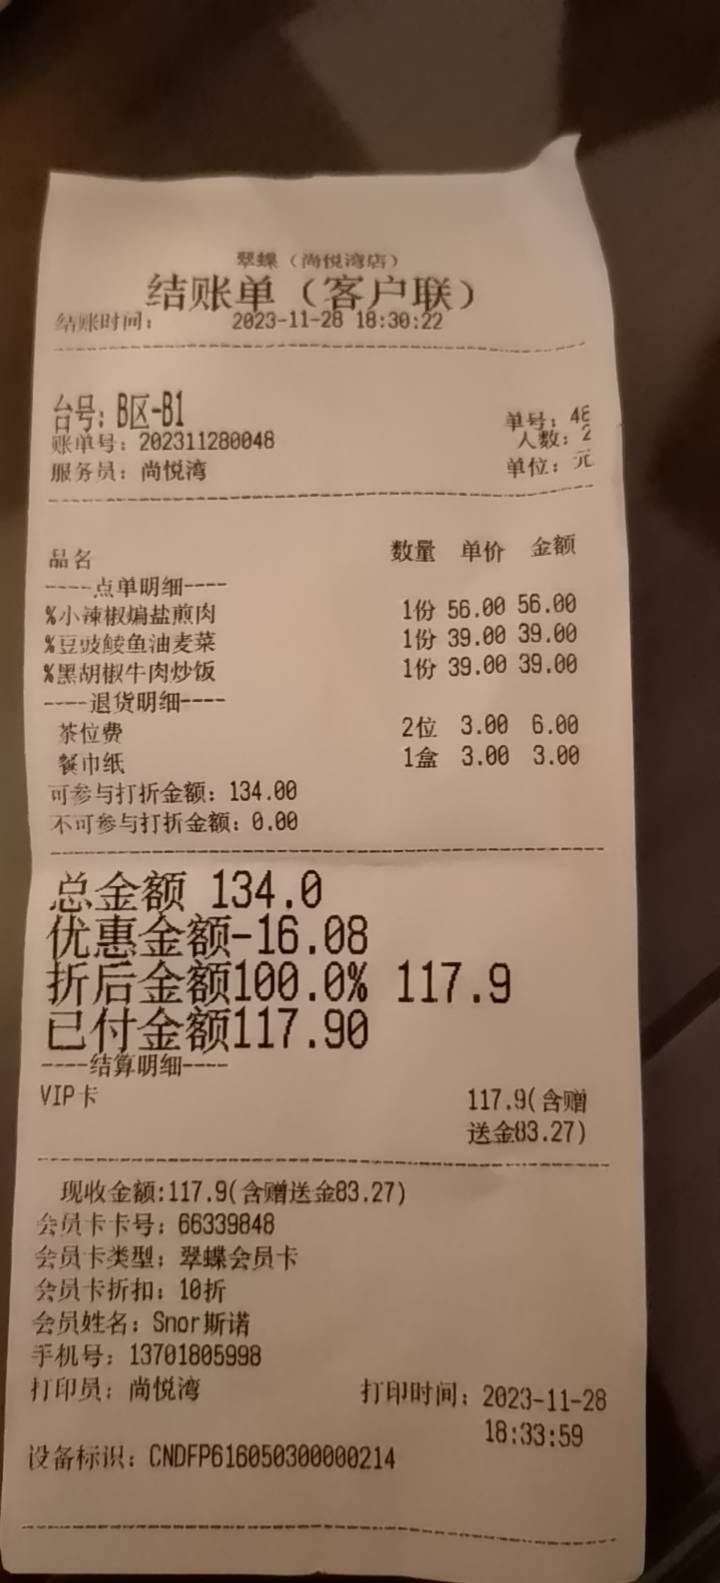 翠蝶（尚悦湾店）
结账单（客户联）
结账时间： 2023-11-28 18:30:22
台号：B区-B1
单号：48
账单号：202311280048 人数：2
服务员：尚悦湾 单位：元
品名 数量 单价 金额
----点单明细----
%小辣椒煸盐煎肉 1份 56.00 56.00
%豆豉鲮鱼油麦菜 1份 39.00 39.00
%黑胡椒牛肉炒饭 1份 39.00 39.00
----退货明细----
茶位费 2位 3.00 6.00
餐巾纸 1盒 3.00 3.00
可参与打折金额：134.00
不可参与打折金额：0.00
总金额 134.0
优惠金额-16.08
折后金额100.0% 117.9
已付金额117.90
----结算明细----
VIP卡 117.9(含赠
送金83.27)
现收金额:117.9(含赠送金83.27)
会员卡卡号：66339848
会员卡类型：翠蝶会员卡
会员卡折扣：10折
会员姓名：Snor斯诺
手机号：13701805998
打印员：尚悦湾 打印时间：2023-11-28
18:33:59
设备标识：CNDFP616050300000214